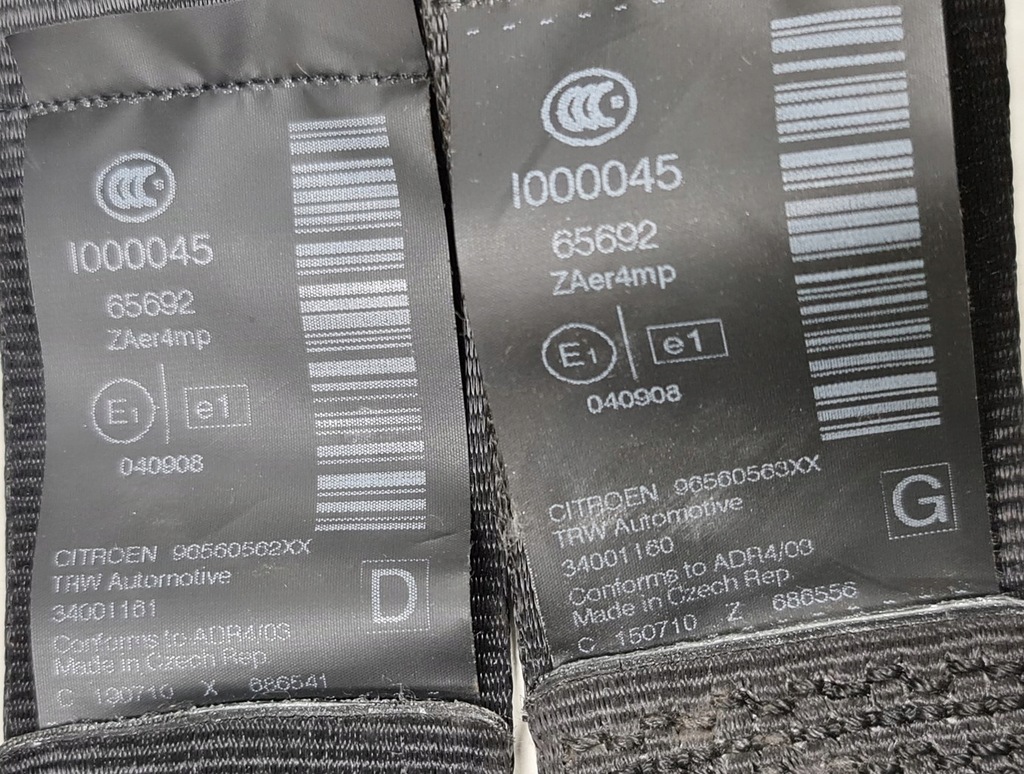 I000045
65692
ZAer4mp
E1 e1
040908
CITROEN 96560562XX
TRW Automotive
34001161
D
Conforms to ADR4/03
Made in Czech Rep
C 190710 X 686541
I000045
65692
ZAer4mp
E1 e1
040908
CITROEN 96560563XX
TRW Automotive
34001160
G
Conforms to ADR4/03
Made in Czech Rep.
C 150710 Z 686556